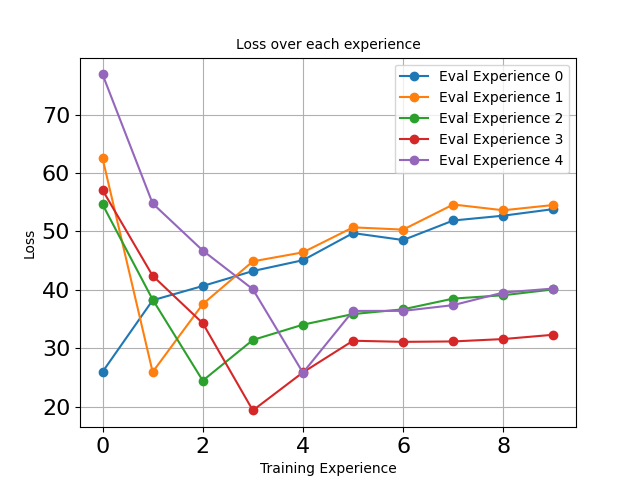 Loss over each experience
Eval Experience 0
Eval Experience 1
Eval Experience 2
Eval Experience 3
Eval Experience 4
Loss
70
60
50
40
30
20
0 2 4 6 8
Training Experience